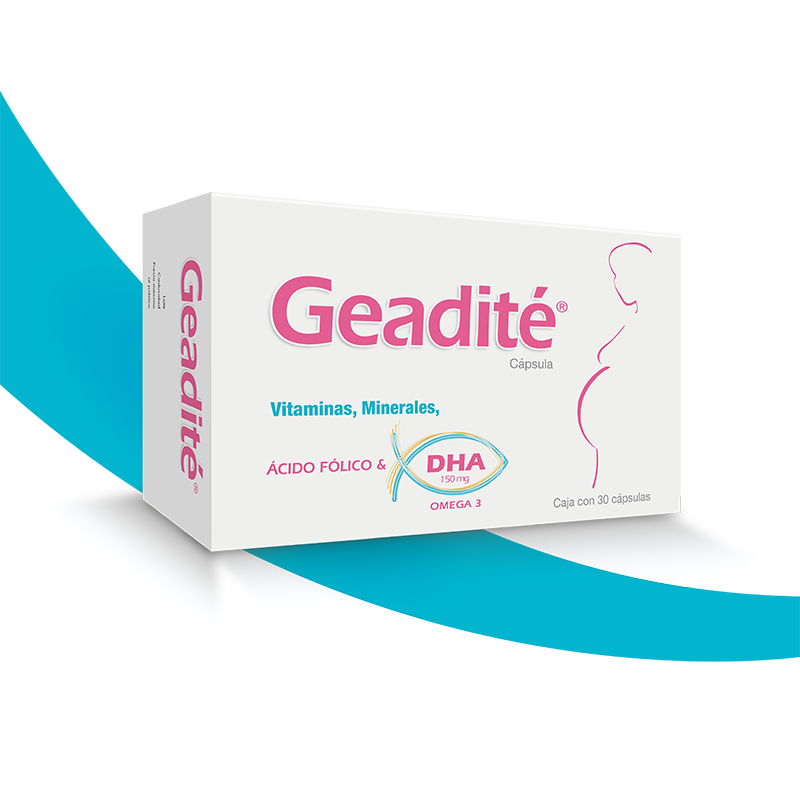 Geadité®
Cápsula
Vitaminas, Minerales,
ÁCIDO FÓLICO & DHA
150 mg
OMEGA 3
Caja con 30 cápsulas
Geadité®